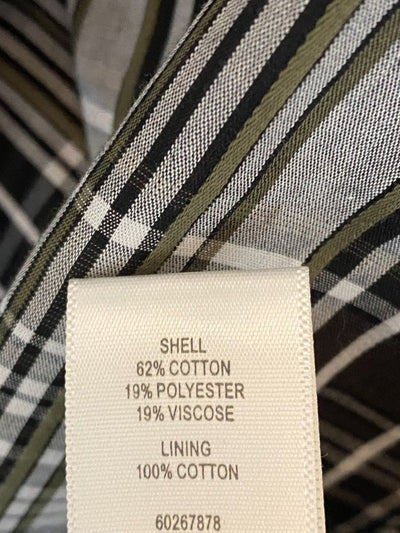 SHELL
62% COTTON
19% POLYESTER
19% VISCOSE
LINING
100% COTTON
60267878